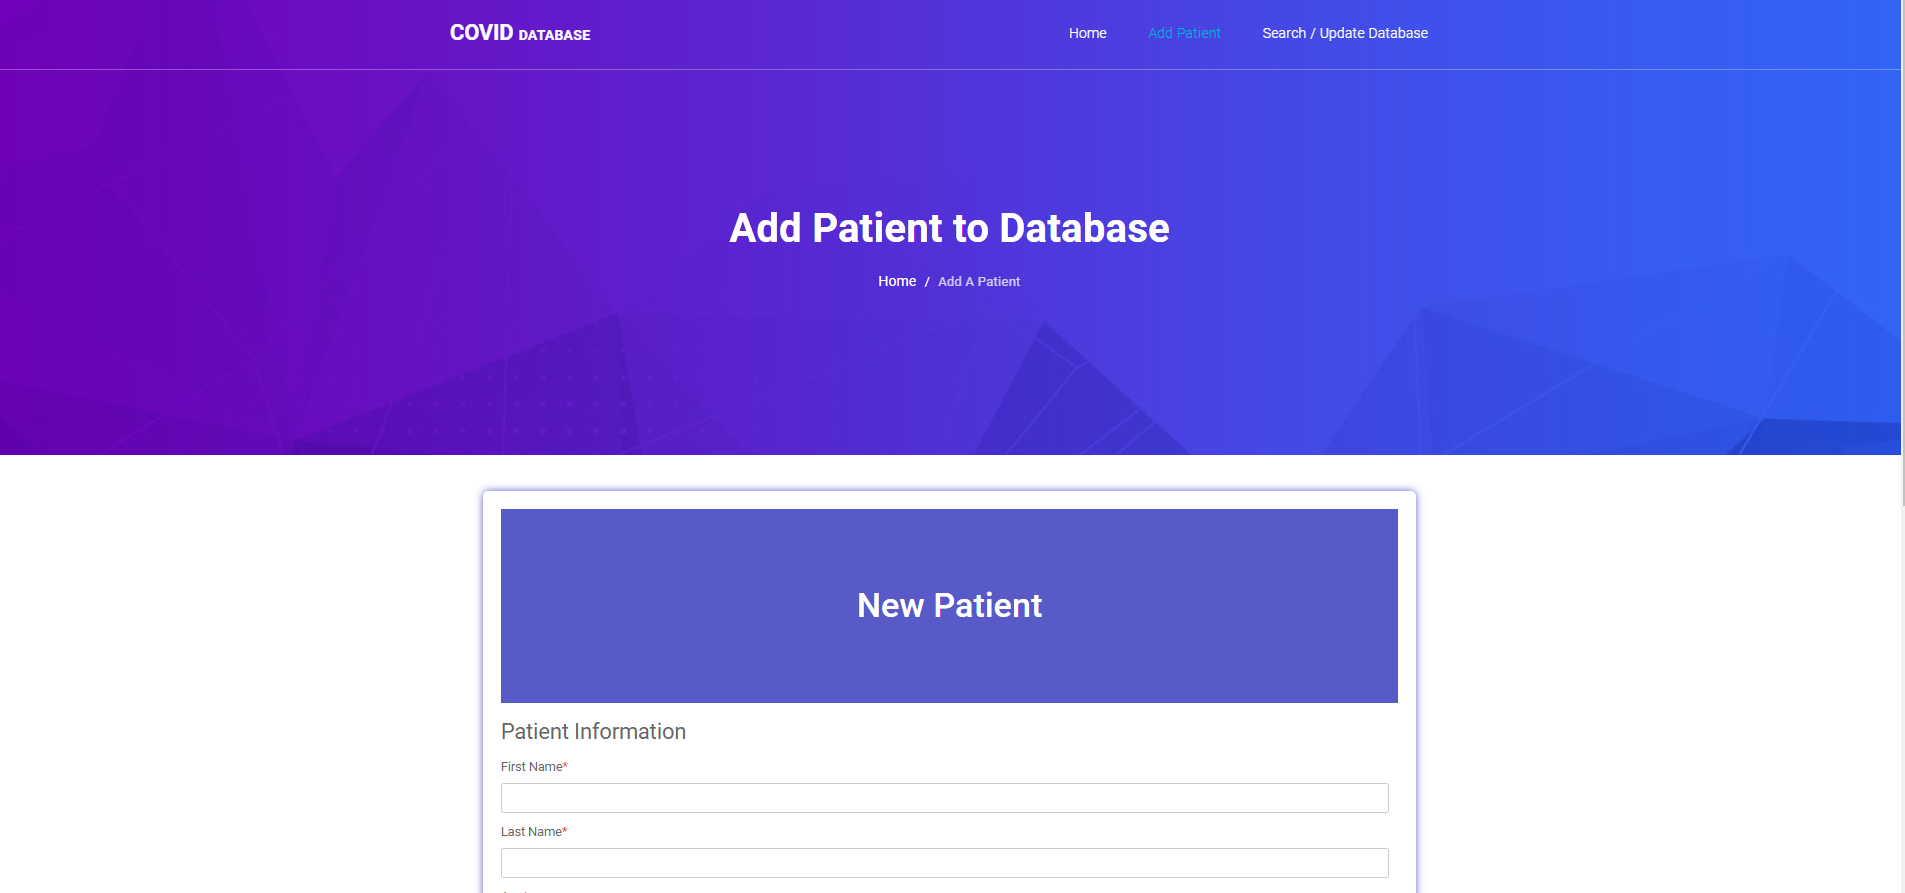 COVID DATABASE
Home Add Patient Search / Update Database
Add Patient to Database
Home / Add A Patient
New Patient
Patient Information
First Name*
Last Name*